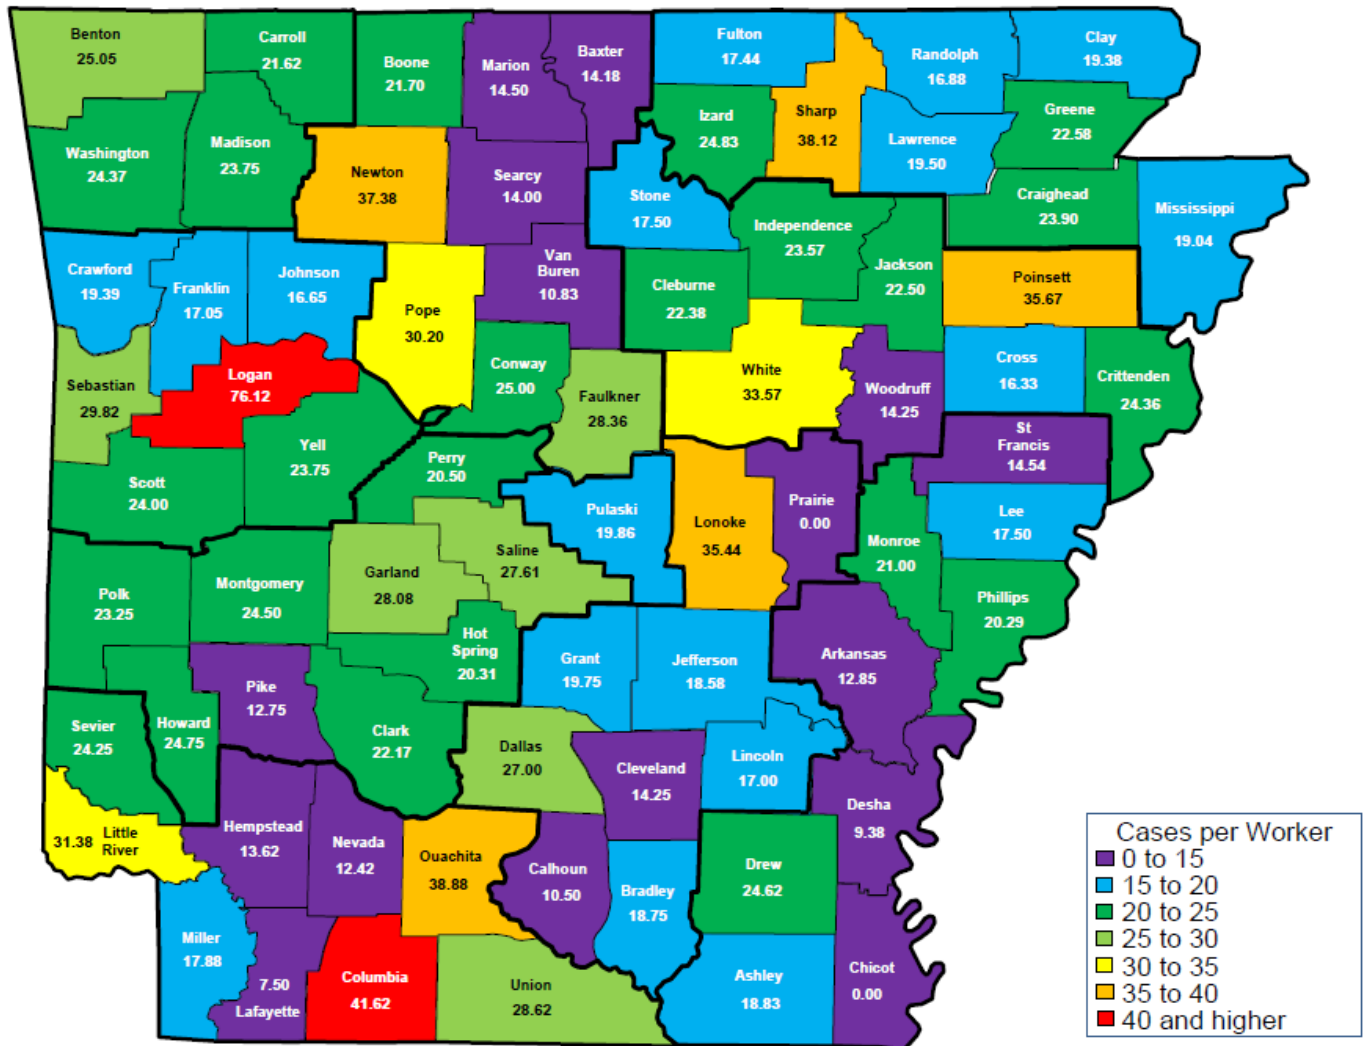 Benton
25.05
Carroll
21.62
Boone
21.70
Marion
14.50
Baxter
14.18
Fulton
17.44
Sharp
38.12
Randolph
16.88
Clay
19.38
Washington
24.37
Madison
23.75
Newton
37.38
Searcy
14.00
Stone
17.50
Izard
24.83
Lawrence
19.50
Greene
22.58
Craighead
23.90
Mississippi
19.04
Crawford
19.39
Franklin
17.05
Johnson
16.65
Pope
30.20
Van
Buren
10.83
Cleburne
22.38
Independence
23.57
Jackson
22.50
Poinsett
35.67
Sebastian
29.82
Logan
76.12
Conway
25.00
Faulkner
28.36
White
33.57
Woodruff
14.25
Cross
16.33
Crittenden
24.36
Scott
24.00
Yell
23.75
Perry
20.50
Pulaski
19.86
Lonoke
35.44
Prairie
0.00
St
Francis
14.54
Lee
17.50
Monroe
21.00
Phillips
20.29
Polk
23.25
Montgomery
24.50
Garland
28.08
Saline
27.61
Hot
Spring
20.31
Grant
19.75
Jefferson
18.58
Arkansas
12.85
Sevier
24.25
Howard
24.75
Pike
12.75
Clark
22.17
Dallas
27.00
Cleveland
14.25
Lincoln
17.00
Desha
9.38
31.38 Little
River
Hempstead
13.62
Nevada
12.42
Ouachita
38.88
Calhoun
10.50
Bradley
18.75
Drew
24.62
Miller
17.88
7.50
Lafayette
Columbia
41.62
Union
28.62
Ashley
18.83
Chicot
0.00
Cases per Worker
0 to 15
15 to 20
20 to 25
25 to 30
30 to 35
35 to 40
40 and higher